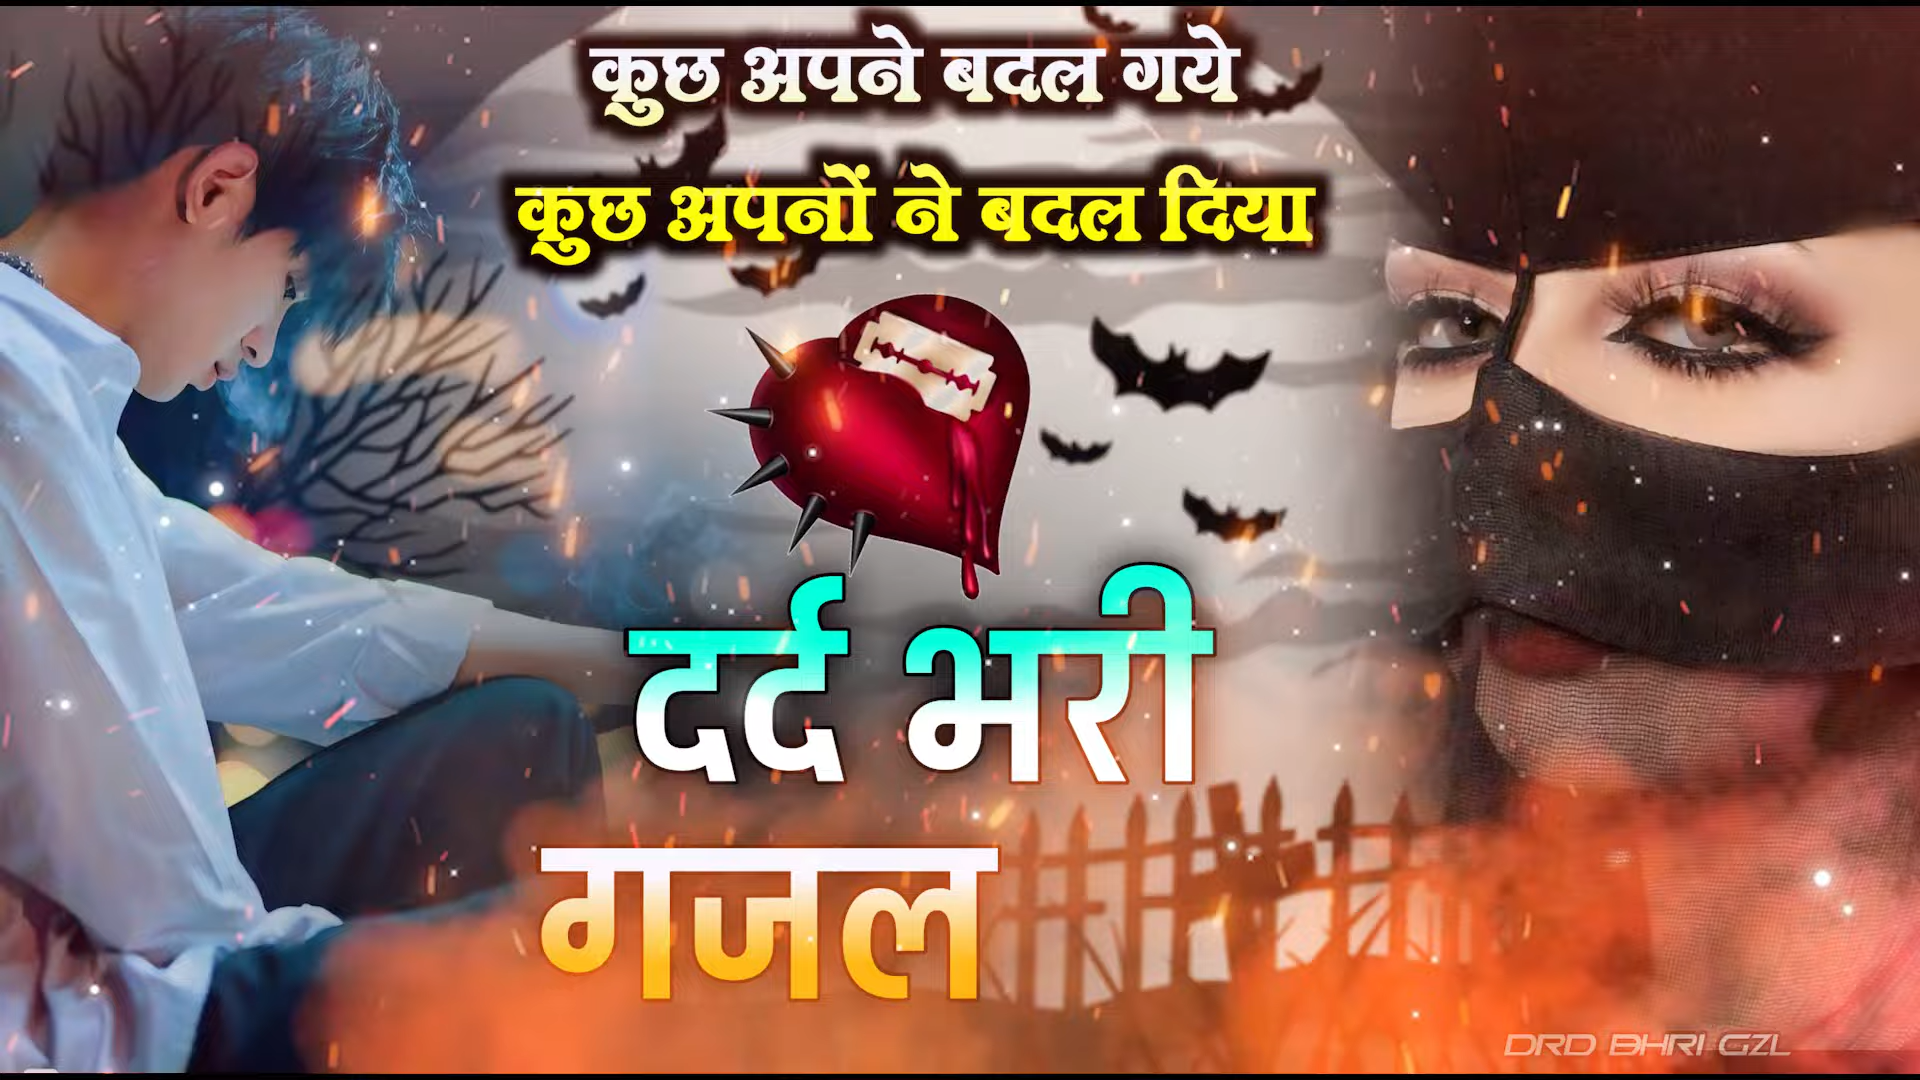 कुछ अपने बदल गये
कुछ अपनों ने बदल दिया
दर्द भरी
गजल
DRD BHRI GZL